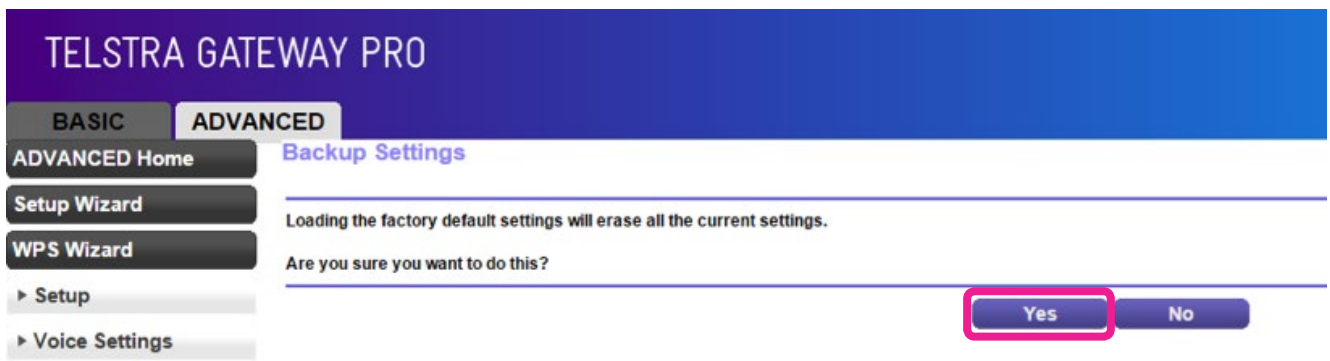 TELSTRA GATEWAY PRO
BASIC
ADVANCED
ADVANCED Home
Setup Wizard
WPS Wizard
Setup
Voice Settings
Backup Settings
Loading the factory default settings will erase all the current settings.
Are you sure you want to do this?
Yes
No